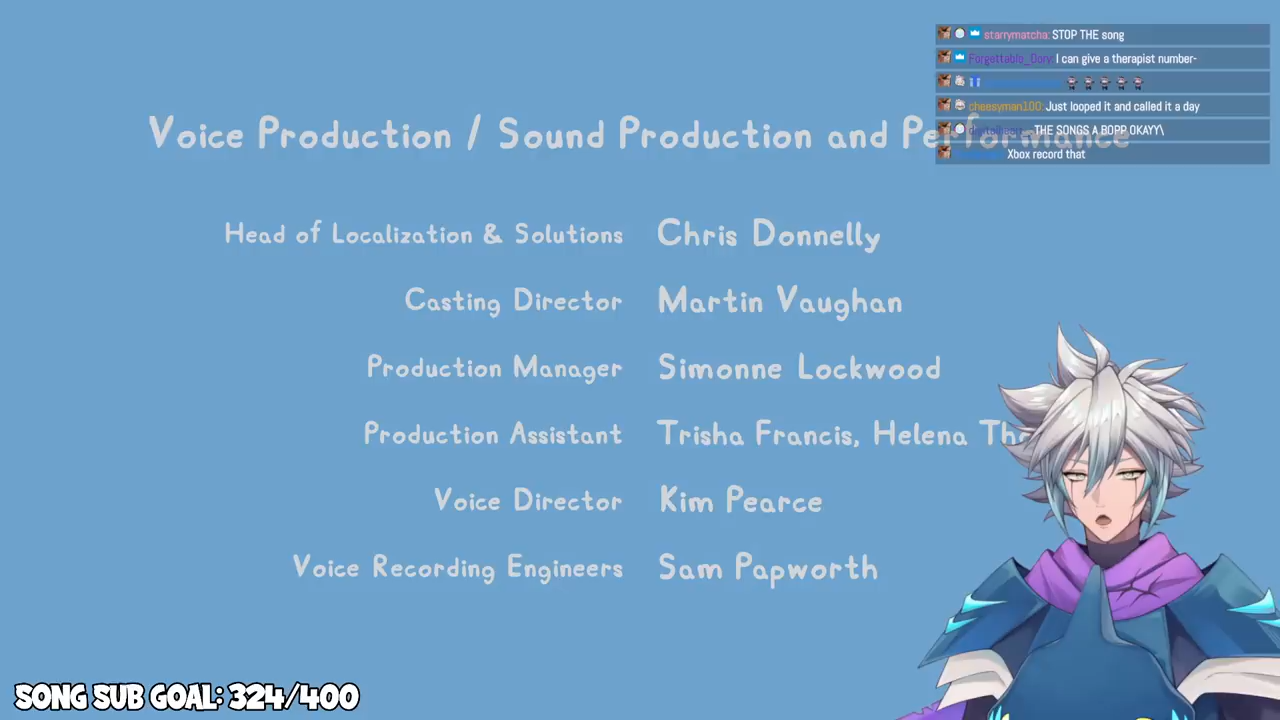 starrymatcha: STOP THE song
Forgettable_Dory: I can give a therapist number-
cheesyman100: Just looped it and called it a day
THE SONGS A BOPP OKAYY\
Xbox record that
Voice Production / Sound Production and Performance
Head of Localization & Solutions Chris Donnelly
Casting Director Martin Vaughan
Production Manager Simonne Lockwood
Production Assistant Trisha Francis, Helena
Voice Director Kim Pearce
Voice Recording Engineers Sam Papworth
SONG SUB GOAL: 324/400